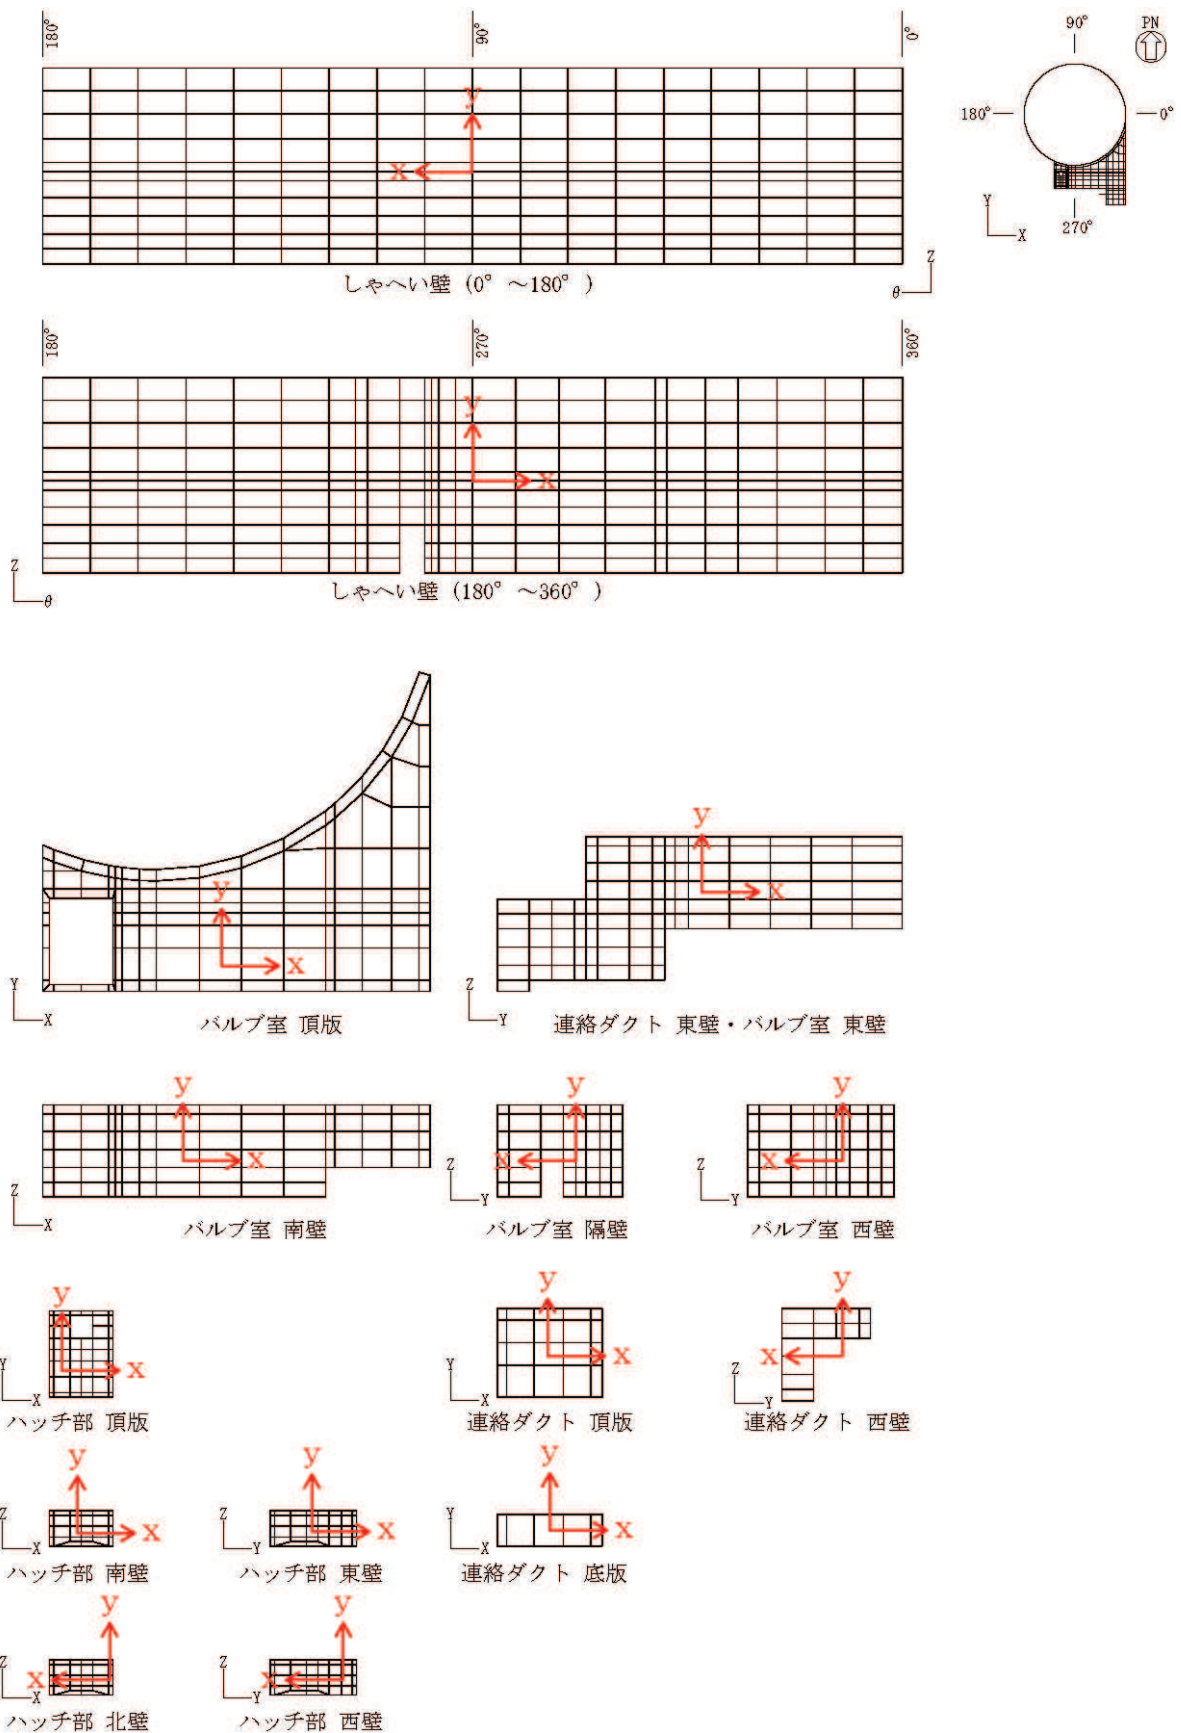 180°
90°
0°
y
x
しゃへい壁 (0° ～180° )
Z
θ
90°
PN
180°
0°
270°
Y
X
180°
270°
360°
y
x
しゃへい壁 (180° ～360° )
Z
θ
y
x
Y
X
バルブ室 頂版
y
x
Z
Y
連絡ダクト 東壁・バルブ室 東壁
y
x
Z
X
バルブ室 南壁
y
x
Z
Y
バルブ室 隔壁
y
x
Z
Y
バルブ室 西壁
y
x
Y
X
ハッチ部 頂版
y
x
Y
X
連絡ダクト 頂版
y
x
Z
Y
連絡ダクト 西壁
y
x
Z
X
ハッチ部 南壁
y
x
Z
Y
ハッチ部 東壁
y
x
Y
X
連絡ダクト 底版
y
x
Z
X
ハッチ部 北壁
y
x
Z
Y
ハッチ部 西壁